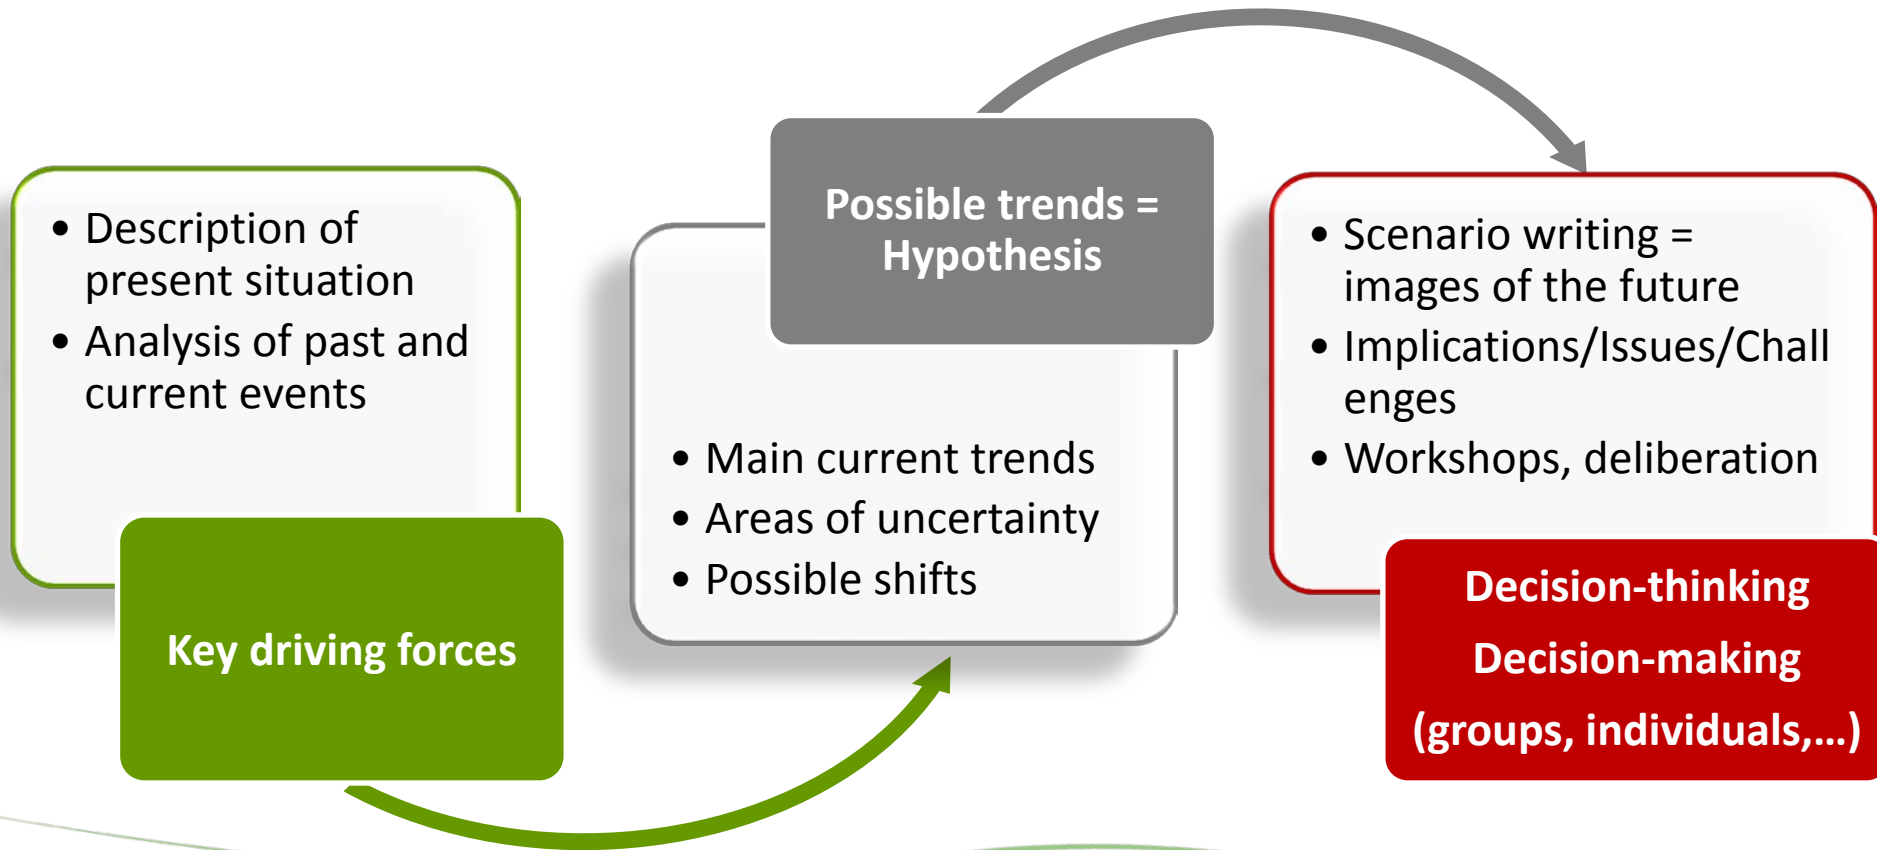 • Description of
present situation
• Analysis of past and
current events
Key driving forces
Possible trends =
Hypothesis
• Main current trends
• Areas of uncertainty
• Possible shifts
• Scenario writing =
images of the future
• Implications/Issues/Chall
enges
• Workshops, deliberation
Decision-thinking
Decision-making
(groups, individuals,...)